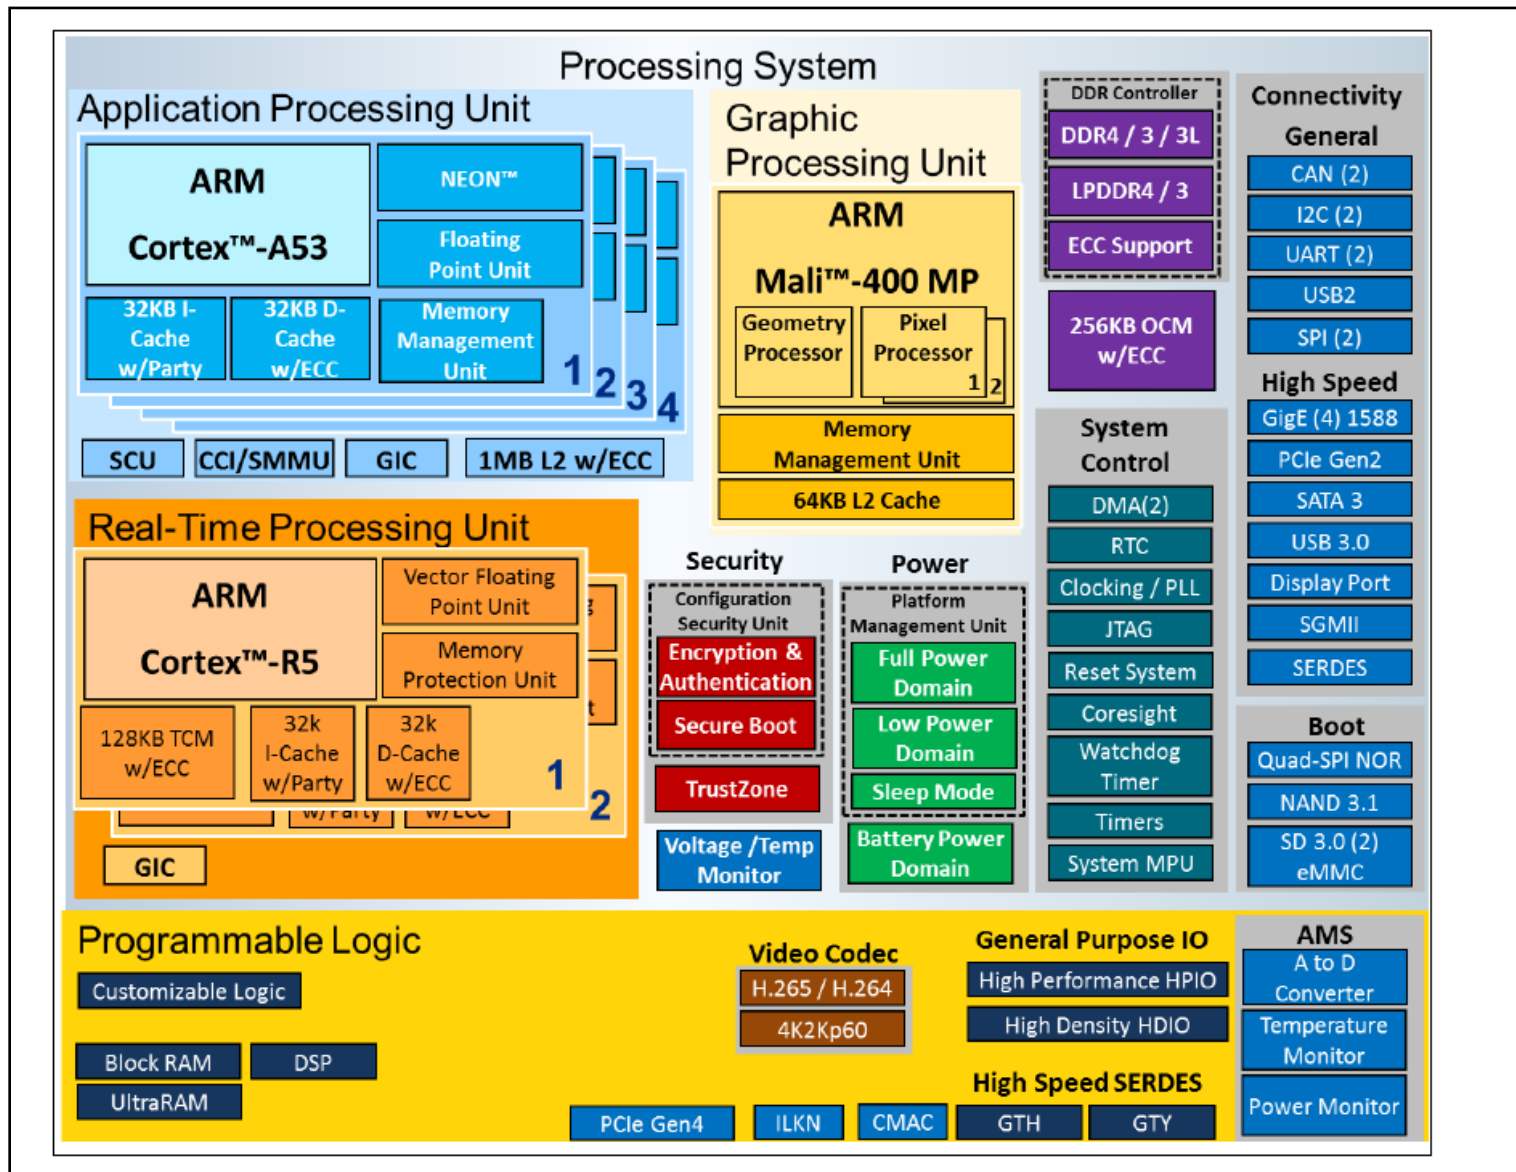 Processing System
Application Processing Unit
ARM
Cortex™-A53
NEON™
Floating
Point Unit
32KB I-
Cache
w/Party
32KB D-
Cache
w/ECC
Memory
Management
Unit
1
2
3
4
SCU
CCI/SMMU
GIC
1MB L2 w/ECC
Graphic
Processing Unit
ARM
Mali™-400 MP
Geometry
Processor
Pixel
Processor
1
2
Memory
Management Unit
64KB L2 Cache
DDR Controller
DDR4 / 3 / 3L
LPDDR4 / 3
ECC Support
256KB OCM
w/ECC
Connectivity
General
CAN (2)
I2C (2)
UART (2)
USB2
SPI (2)
High Speed
GigE (4) 1588
PCIe Gen2
SATA 3
USB 3.0
Display Port
SGMII
SERDES
System
Control
DMA(2)
RTC
Clocking / PLL
JTAG
Reset System
Coresight
Watchdog
Timer
Timers
System MPU
Real-Time Processing Unit
ARM
Cortex™-R5
Vector Floating
Point Unit
Memory
Protection Unit
128KB TCM
w/ECC
32k
I-Cache
w/Party
32k
D-Cache
w/ECC
1
g
t
w/Party
w/ECC
2
GIC
Security
Configuration
Security Unit
Encryption &
Authentication
Secure Boot
TrustZone
Voltage /Temp
Monitor
Power
Platform
Management Unit
Full Power
Domain
Low Power
Domain
Sleep Mode
Battery Power
Domain
Boot
Quad-SPI NOR
NAND 3.1
SD 3.0 (2)
eMMC
Programmable Logic
Customizable Logic
Block RAM
DSP
UltraRAM
Video Codec
H.265 / H.264
4K2Kp60
General Purpose IO
High Performance HPIO
High Density HDIO
High Speed SERDES
PCIe Gen4
ILKN
CMAC
GTH
GTY
AMS
A to D
Converter
Temperature
Monitor
Power Monitor